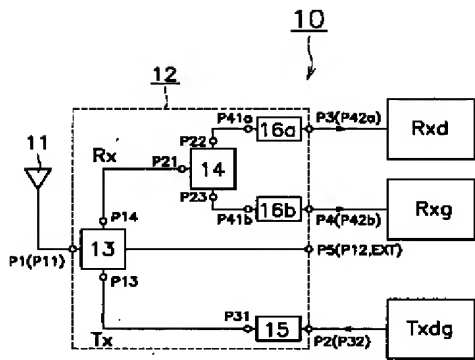 10
12
P41a 16a P3(P42a) Rxd
11 Rx P22
P21 14
P23
P14 P41b 16b P4(P42b) Rxg
13
P1(P11) P5(P12,EXT)
P13
P31 15 Txdg
Tx P2(P32)